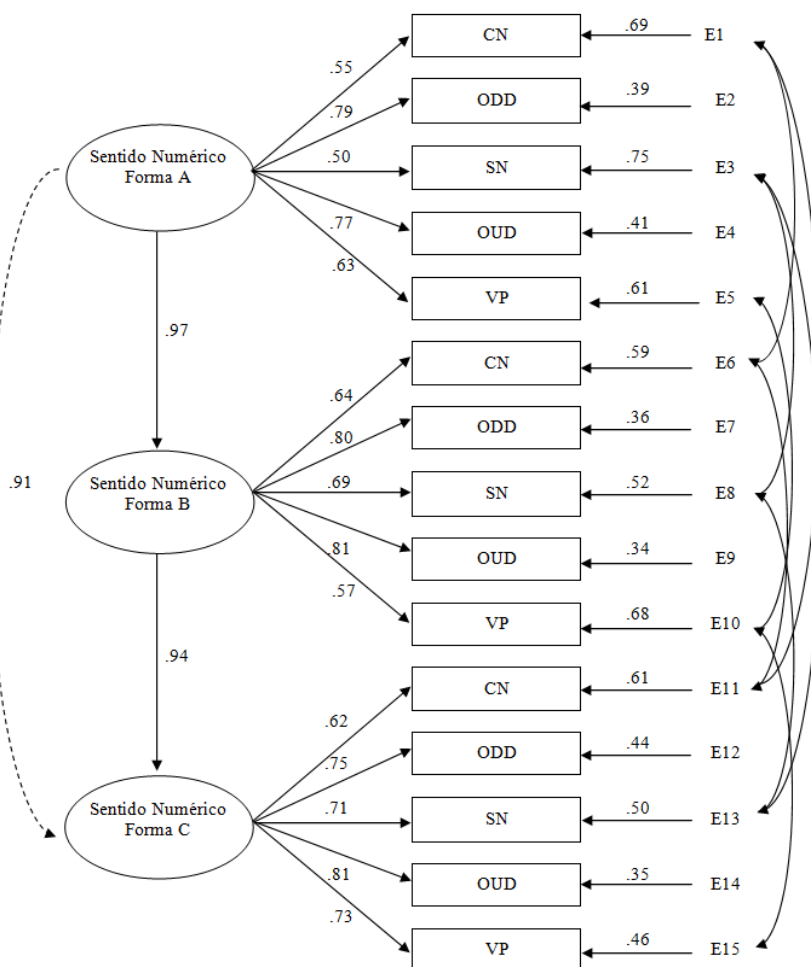 CN
.69
E1
.55
ODD
.39
E2
.79
Sentido Numérico
Forma A
SN
.75
E3
.50
OUD
.41
E4
.77
VP
.61
E5
.63
.97
CN
.59
E6
.64
ODD
.36
E7
.80
.91
Sentido Numérico
Forma B
SN
.52
E8
.69
OUD
.34
E9
.81
VP
.68
E10
.57
.94
CN
.61
E11
.62
ODD
.44
E12
.75
Sentido Numérico
Forma C
SN
.50
E13
.71
OUD
.35
E14
.81
VP
.46
E15
.73